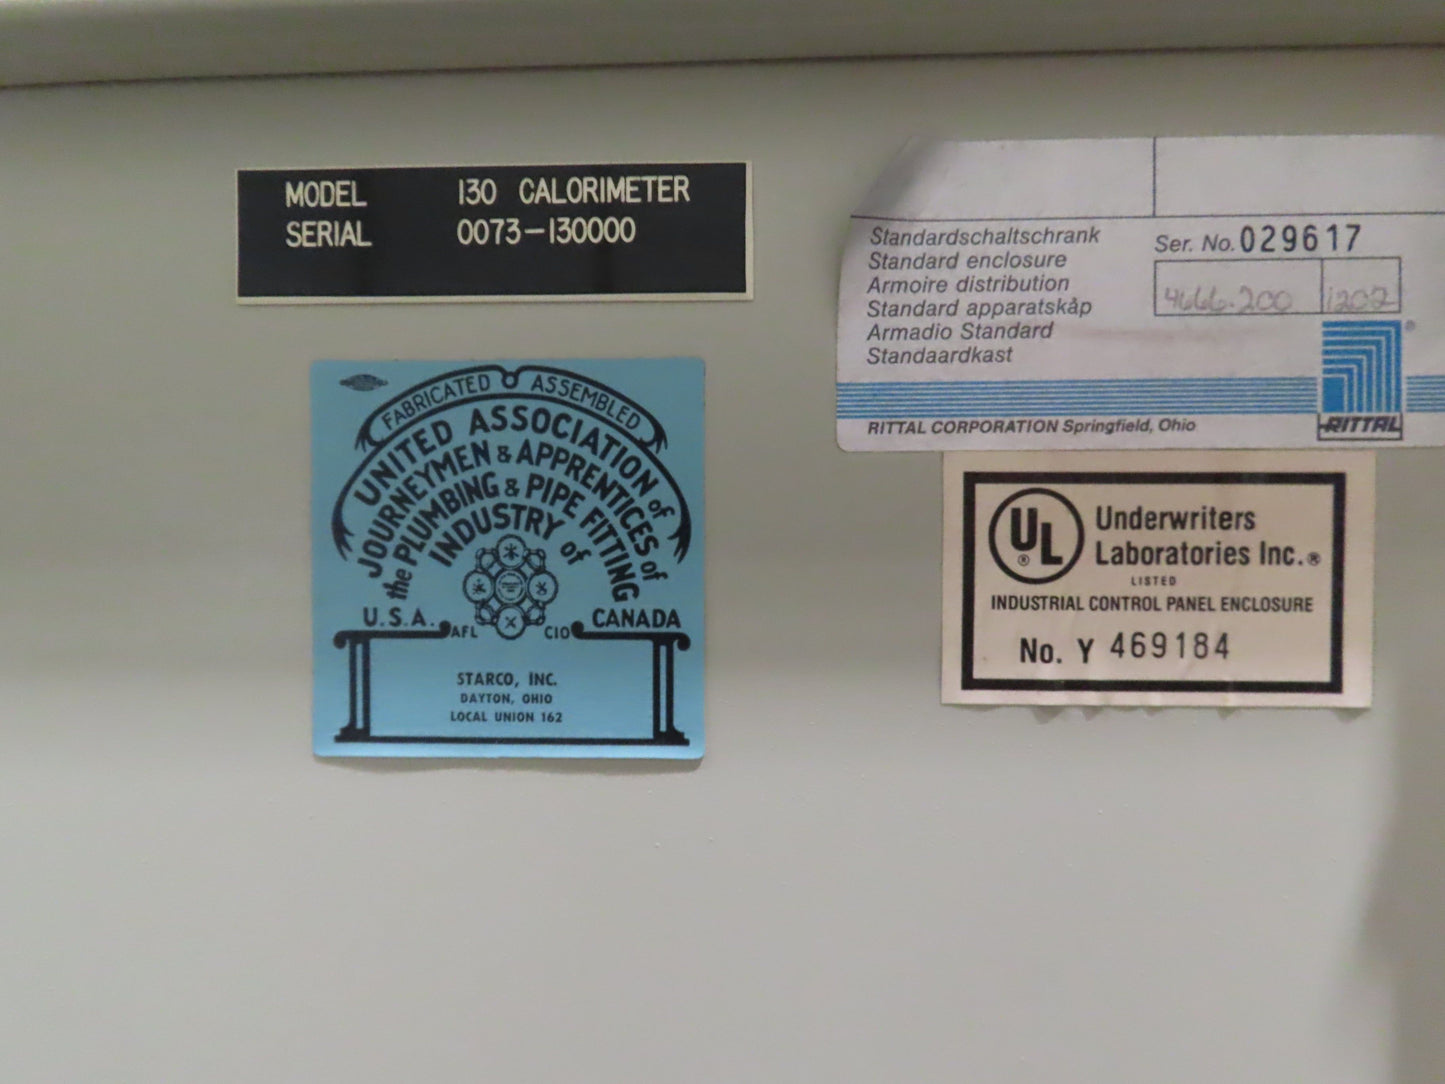 MODEL 130 CALORIMETER
SERIAL 0073-130000
FABRICATED ASSEMBLED
UNITED ASSOCIATION of
JOURNEYMEN & APPRENTICES of
the PLUMBING & PIPE FITTING
INDUSTRY of
U.S.A. CANADA
AFL CIO
STARCO, INC.
DAYTON, OHIO
LOCAL UNION 162
Standardschaltschrank
Standard enclosure
Armoire distribution
Standard apparatskåp
Armadio Standard
Standaardkast
Ser. No. 029617
4666.200 1202
RITTAL CORPORATION Springfield, Ohio
RITTAL
UL
Underwriters
Laboratories Inc.®
LISTED
INDUSTRIAL CONTROL PANEL ENCLOSURE
No. Y 469184